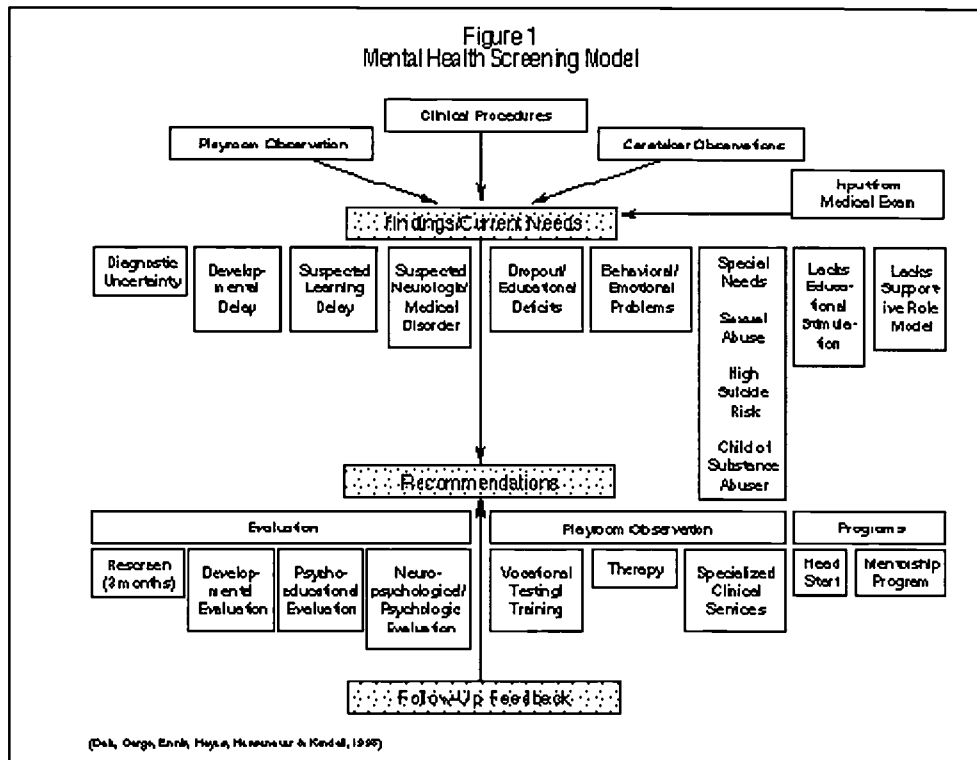 Figure 1
Mental Health Screening Model
Clinical Procedures
Playroom Observation
Caretaker Observations
Input from
Medical Exam
Findings/Current Needs
Diagnostic
Uncertainty
Develop-
mental
Delay
Suspected
Learning
Delay
Suspected
Neurologic/
Medical
Disorder
Dropout/
Educational
Deficits
Behavioral/
Emotional
Problems
Special
Needs
Sexual
Abuse
High
Suicide
Risk
Child of
Substance
Abuser
Lacks
Educa-
tional
Stimula-
tion
Lacks
Support-
ive Role
Model
Recommendations
Evaluation
Playroom Observation
Programs
Rescreen
(3 months)
Develop-
mental
Evaluation
Psycho-
educational
Evaluation
Neuro-
psychological/
Psychologic
Evaluation
Vocational
Testing/
Training
Therapy
Specialized
Clinical
Services
Head
Start
Mentorship
Program
Follow-Up Feedback